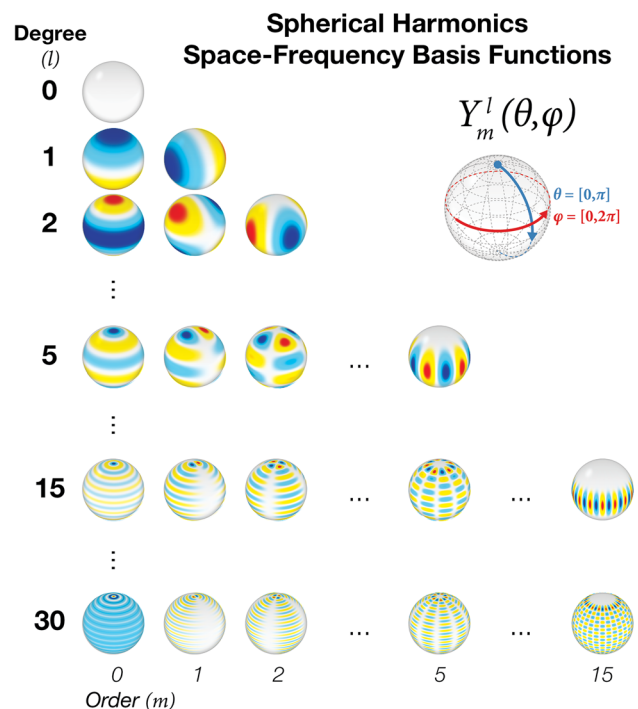 Spherical Harmonics
Space-Frequency Basis Functions
Degree
(l)
0
Y_m^l (θ,φ)
1
θ = [0,π]
φ = [0,2π]
2
⋮
5
...
⋮
15
... ...
⋮
30
... ...
0 1 2 5 15
Order (m)